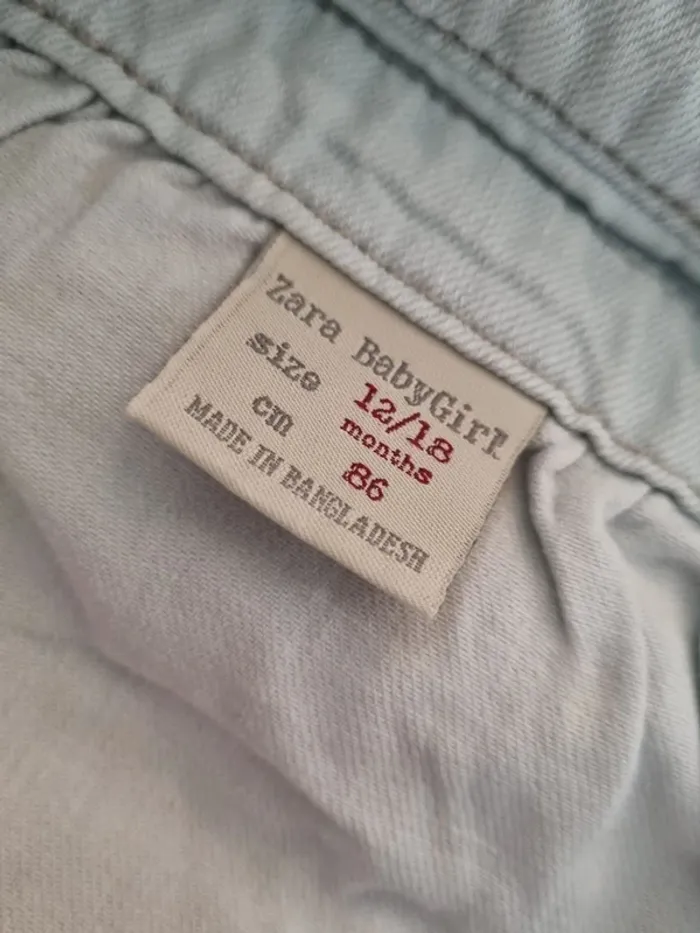 Zara BabyGirl
size 12/18
months
cm 86
MADE IN BANGLADESH